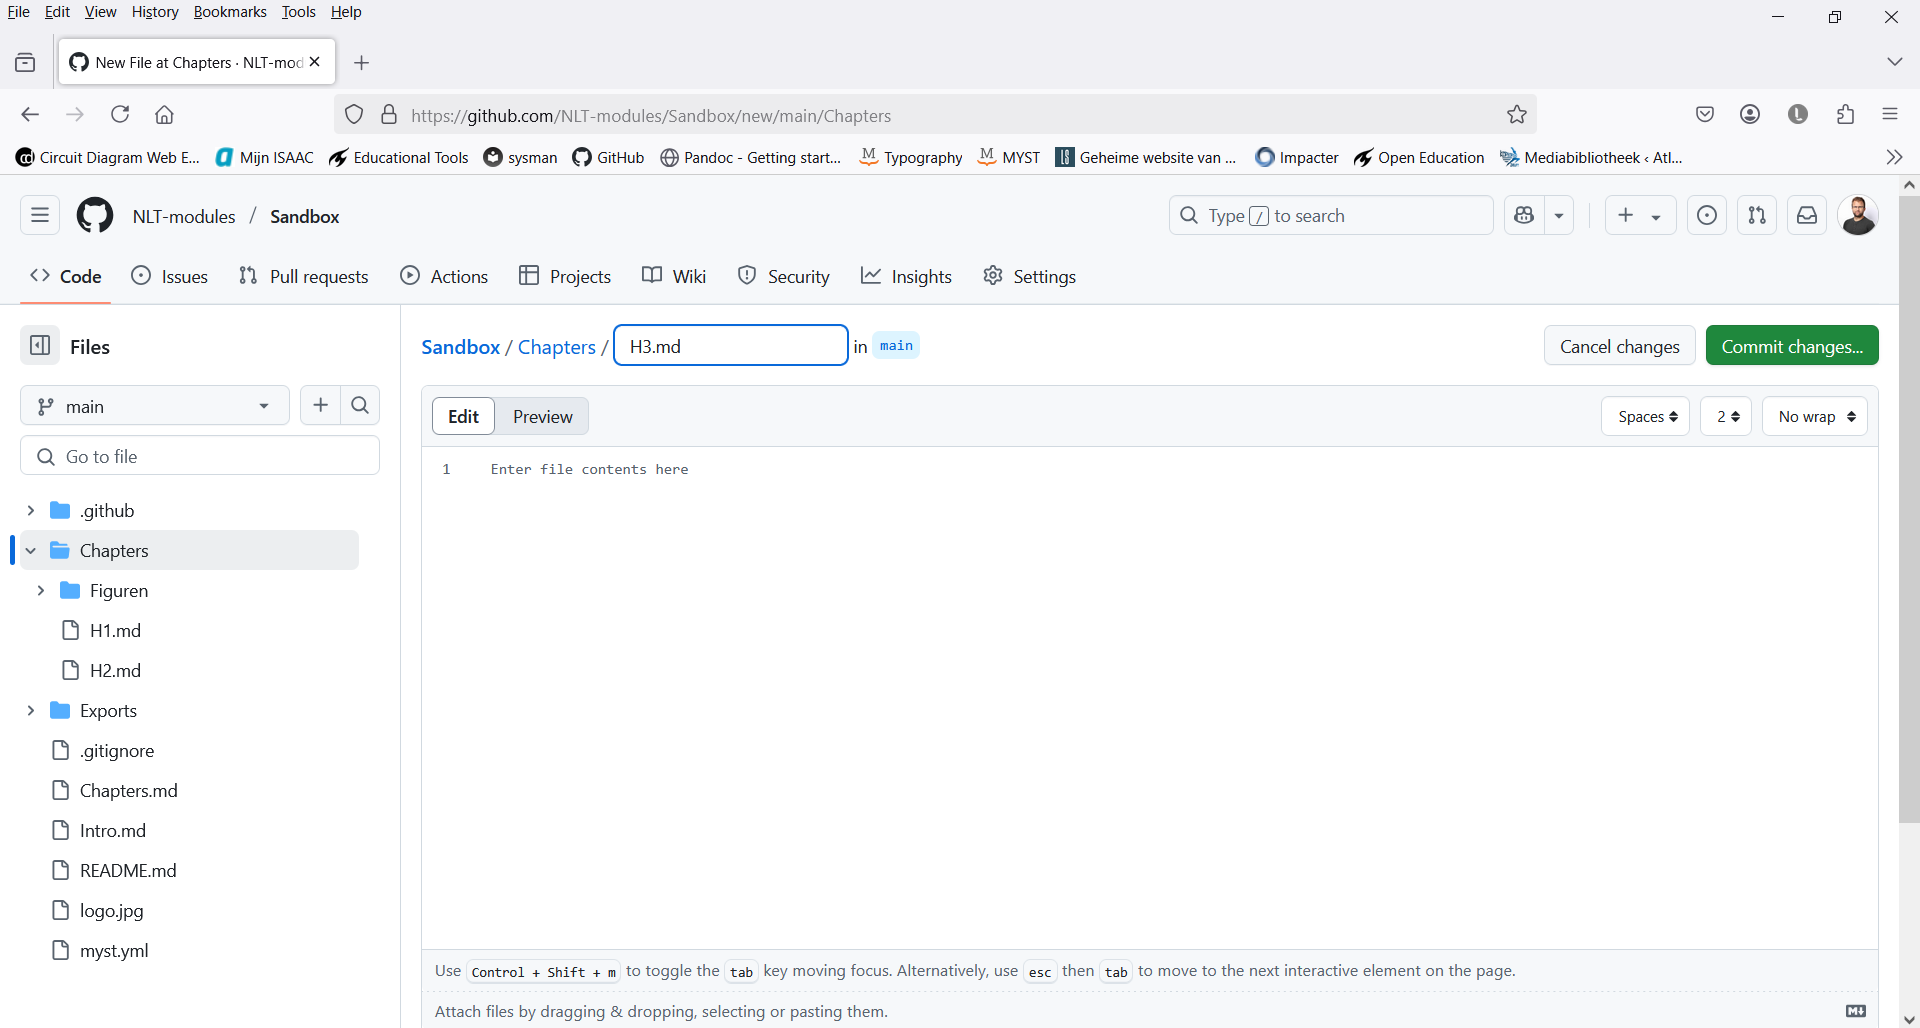 File Edit View History Bookmarks Tools Help
New File at Chapters · NLT-mod
https://github.com/NLT-modules/Sandbox/new/main/Chapters
Circuit Diagram Web E... Mijn ISAAC Educational Tools sysman GitHub Pandoc - Getting start... Typography MYST Geheime website van ... Impacter Open Education Mediabibliotheek ‹ Atl...
NLT-modules / Sandbox Type / to search
Code Issues Pull requests Actions Projects Wiki Security Insights Settings
Files
Sandbox / Chapters / H3.md in main Cancel changes Commit changes...
main
Edit Preview Spaces 2 No wrap
Go to file
1 Enter file contents here
.github
Chapters
Figuren
H1.md
H2.md
Exports
.gitignore
Chapters.md
Intro.md
README.md
logo.jpg
myst.yml
Use Control + Shift + m to toggle the tab key moving focus. Alternatively, use esc then tab to move to the next interactive element on the page.
Attach files by dragging & dropping, selecting or pasting them.